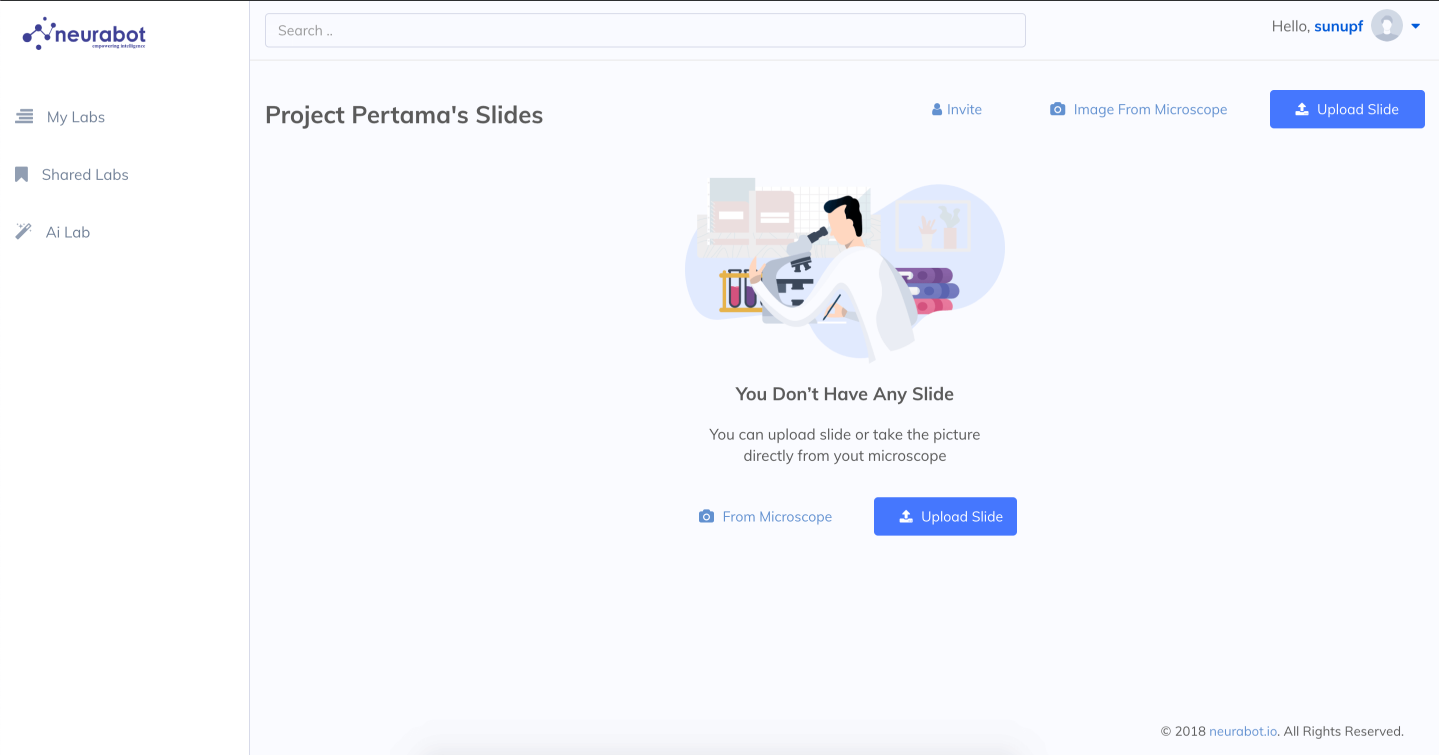 neurabot
empowering intelligence
Search ..
Hello, sunupf
My Labs
Shared Labs
Ai Lab
Project Pertama's Slides
Invite
Image From Microscope
Upload Slide
You Don’t Have Any Slide
You can upload slide or take the picture
directly from yout microscope
From Microscope
Upload Slide
© 2018 neurabot.io. All Rights Reserved.